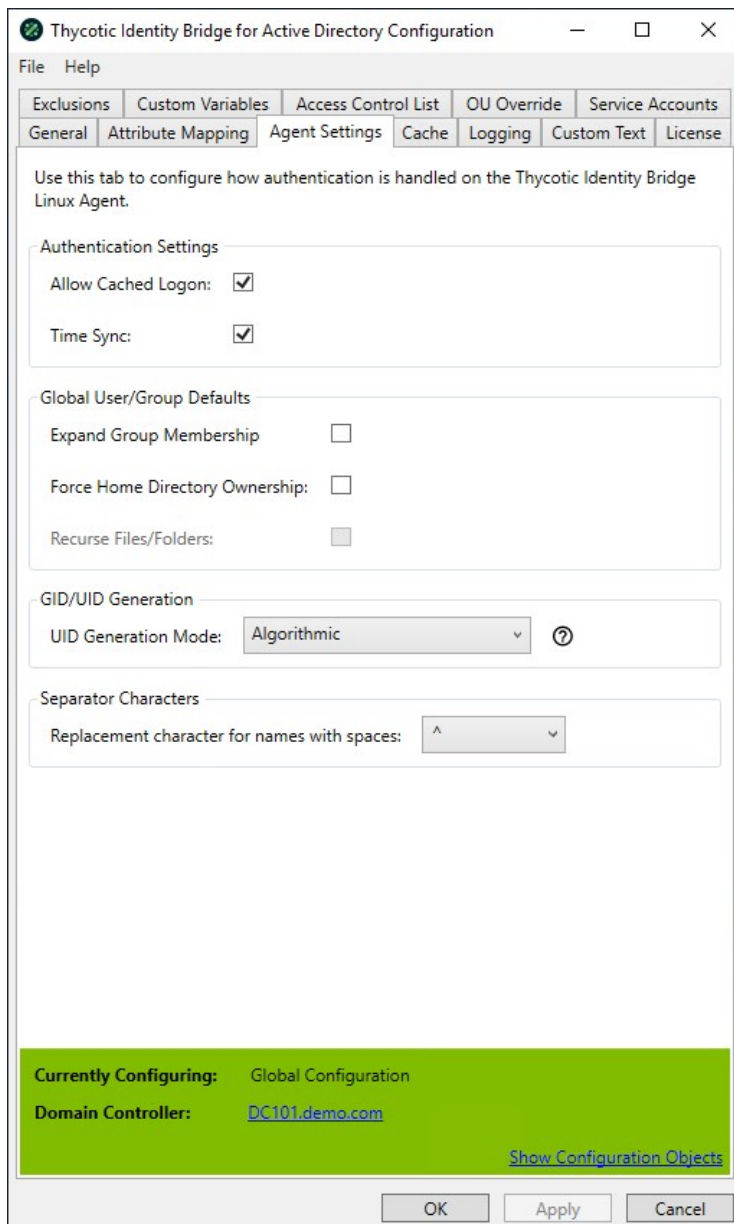 Thycotic Identity Bridge for Active Directory Configuration
File Help
Exclusions Custom Variables Access Control List OU Override Service Accounts
General Attribute Mapping Agent Settings Cache Logging Custom Text License
Use this tab to configure how authentication is handled on the Thycotic Identity Bridge
Linux Agent.
Authentication Settings
Allow Cached Logon:
Time Sync:
Global User/Group Defaults
Expand Group Membership
Force Home Directory Ownership:
Recurse Files/Folders:
GID/UID Generation
UID Generation Mode: Algorithmic ?
Separator Characters
Replacement character for names with spaces: ^
Currently Configuring: Global Configuration
Domain Controller: DC101.demo.com
Show Configuration Objects
OK Apply Cancel